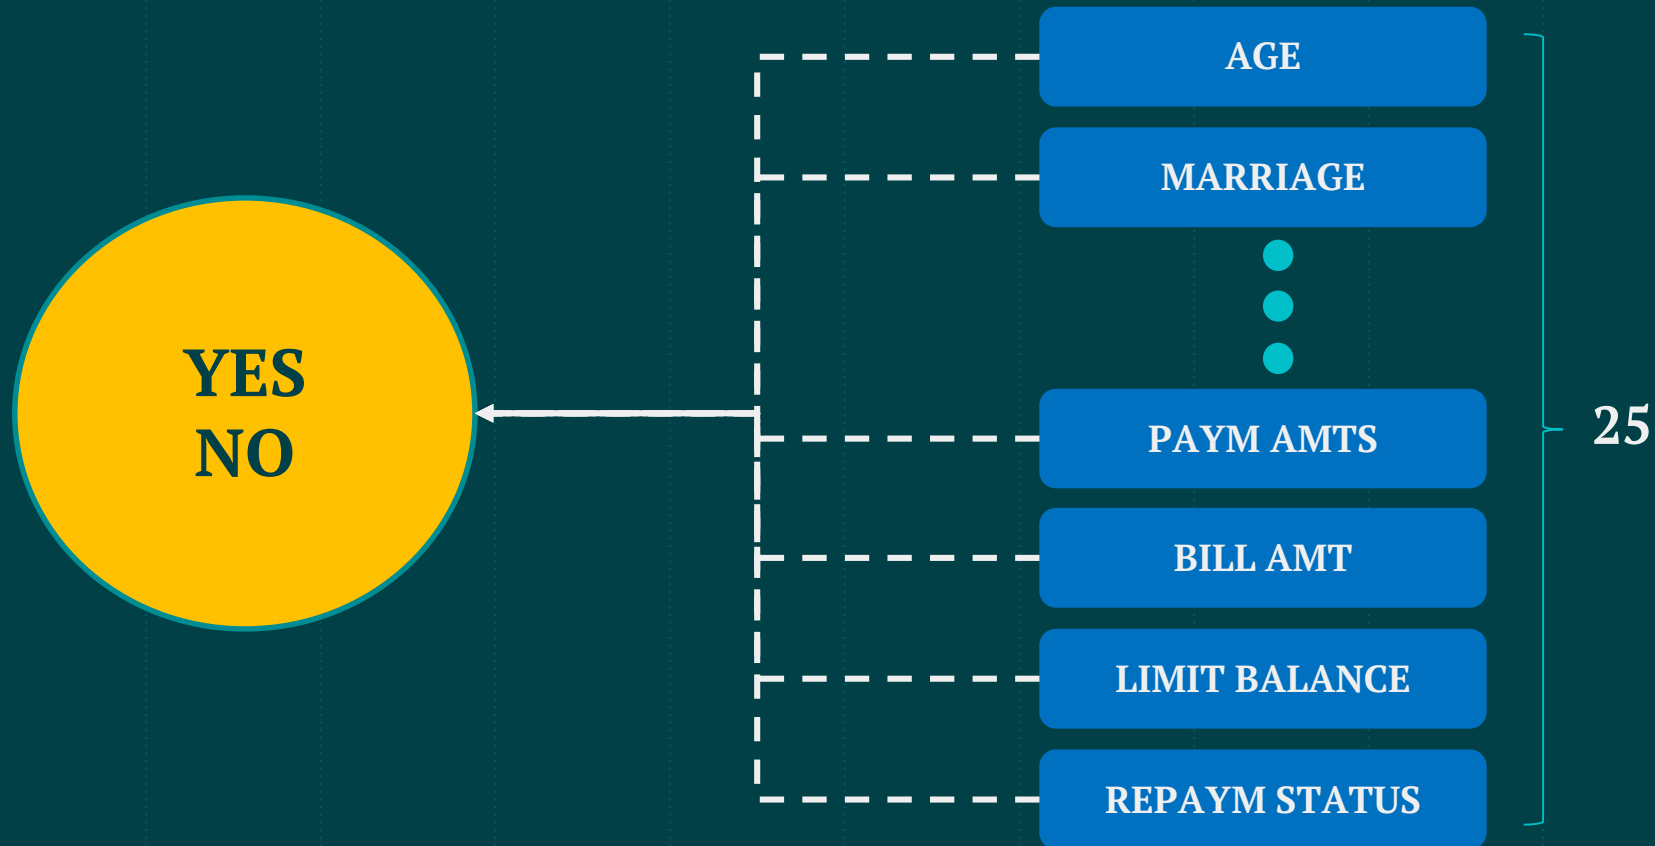 AGE
MARRIAGE
YES
NO
PAYM AMTS
25
BILL AMT
LIMIT BALANCE
REPAYM STATUS